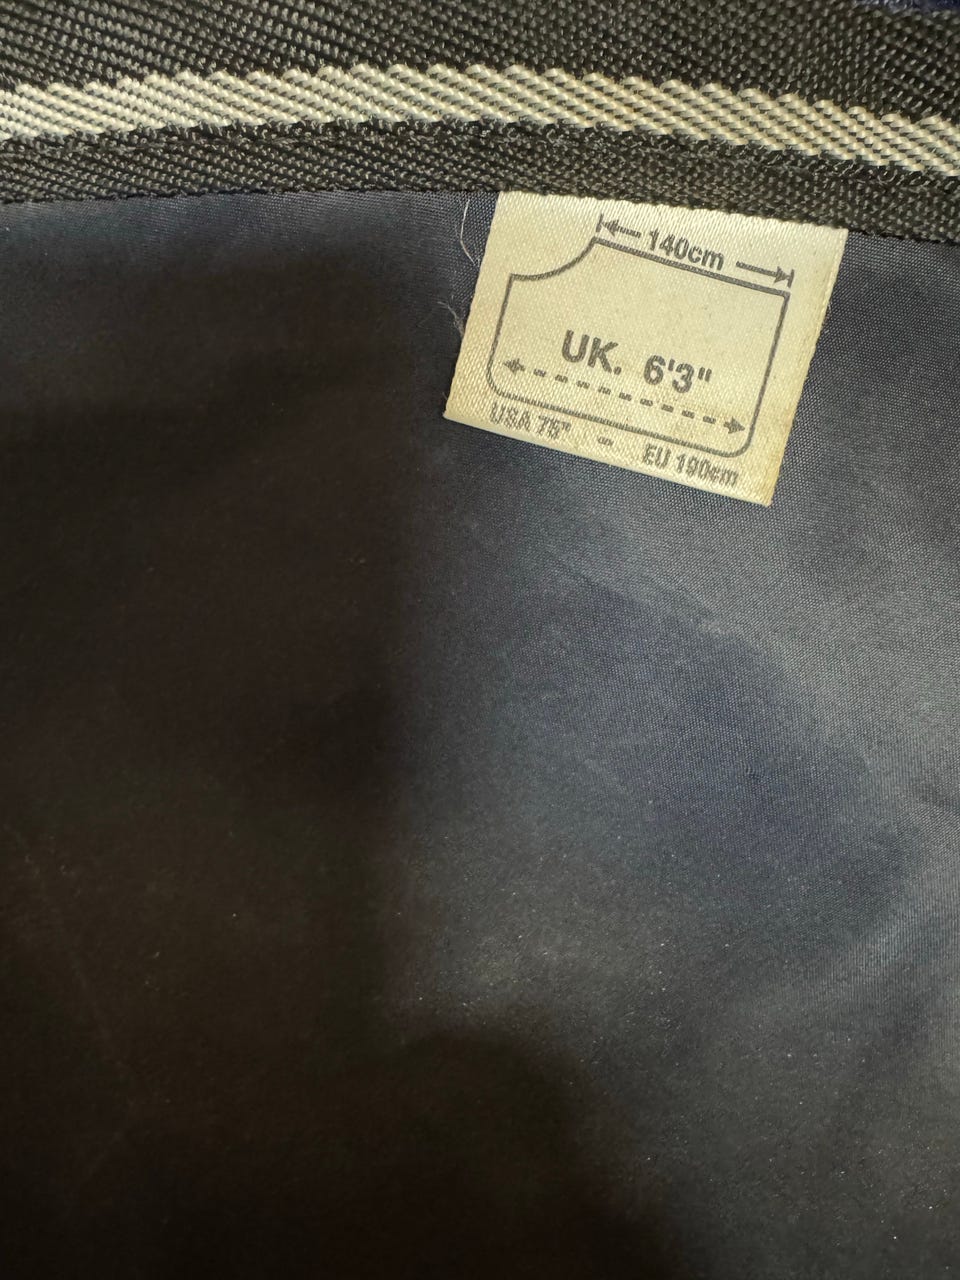 140cm
UK. 6'3"
USA 75" - EU 190cm